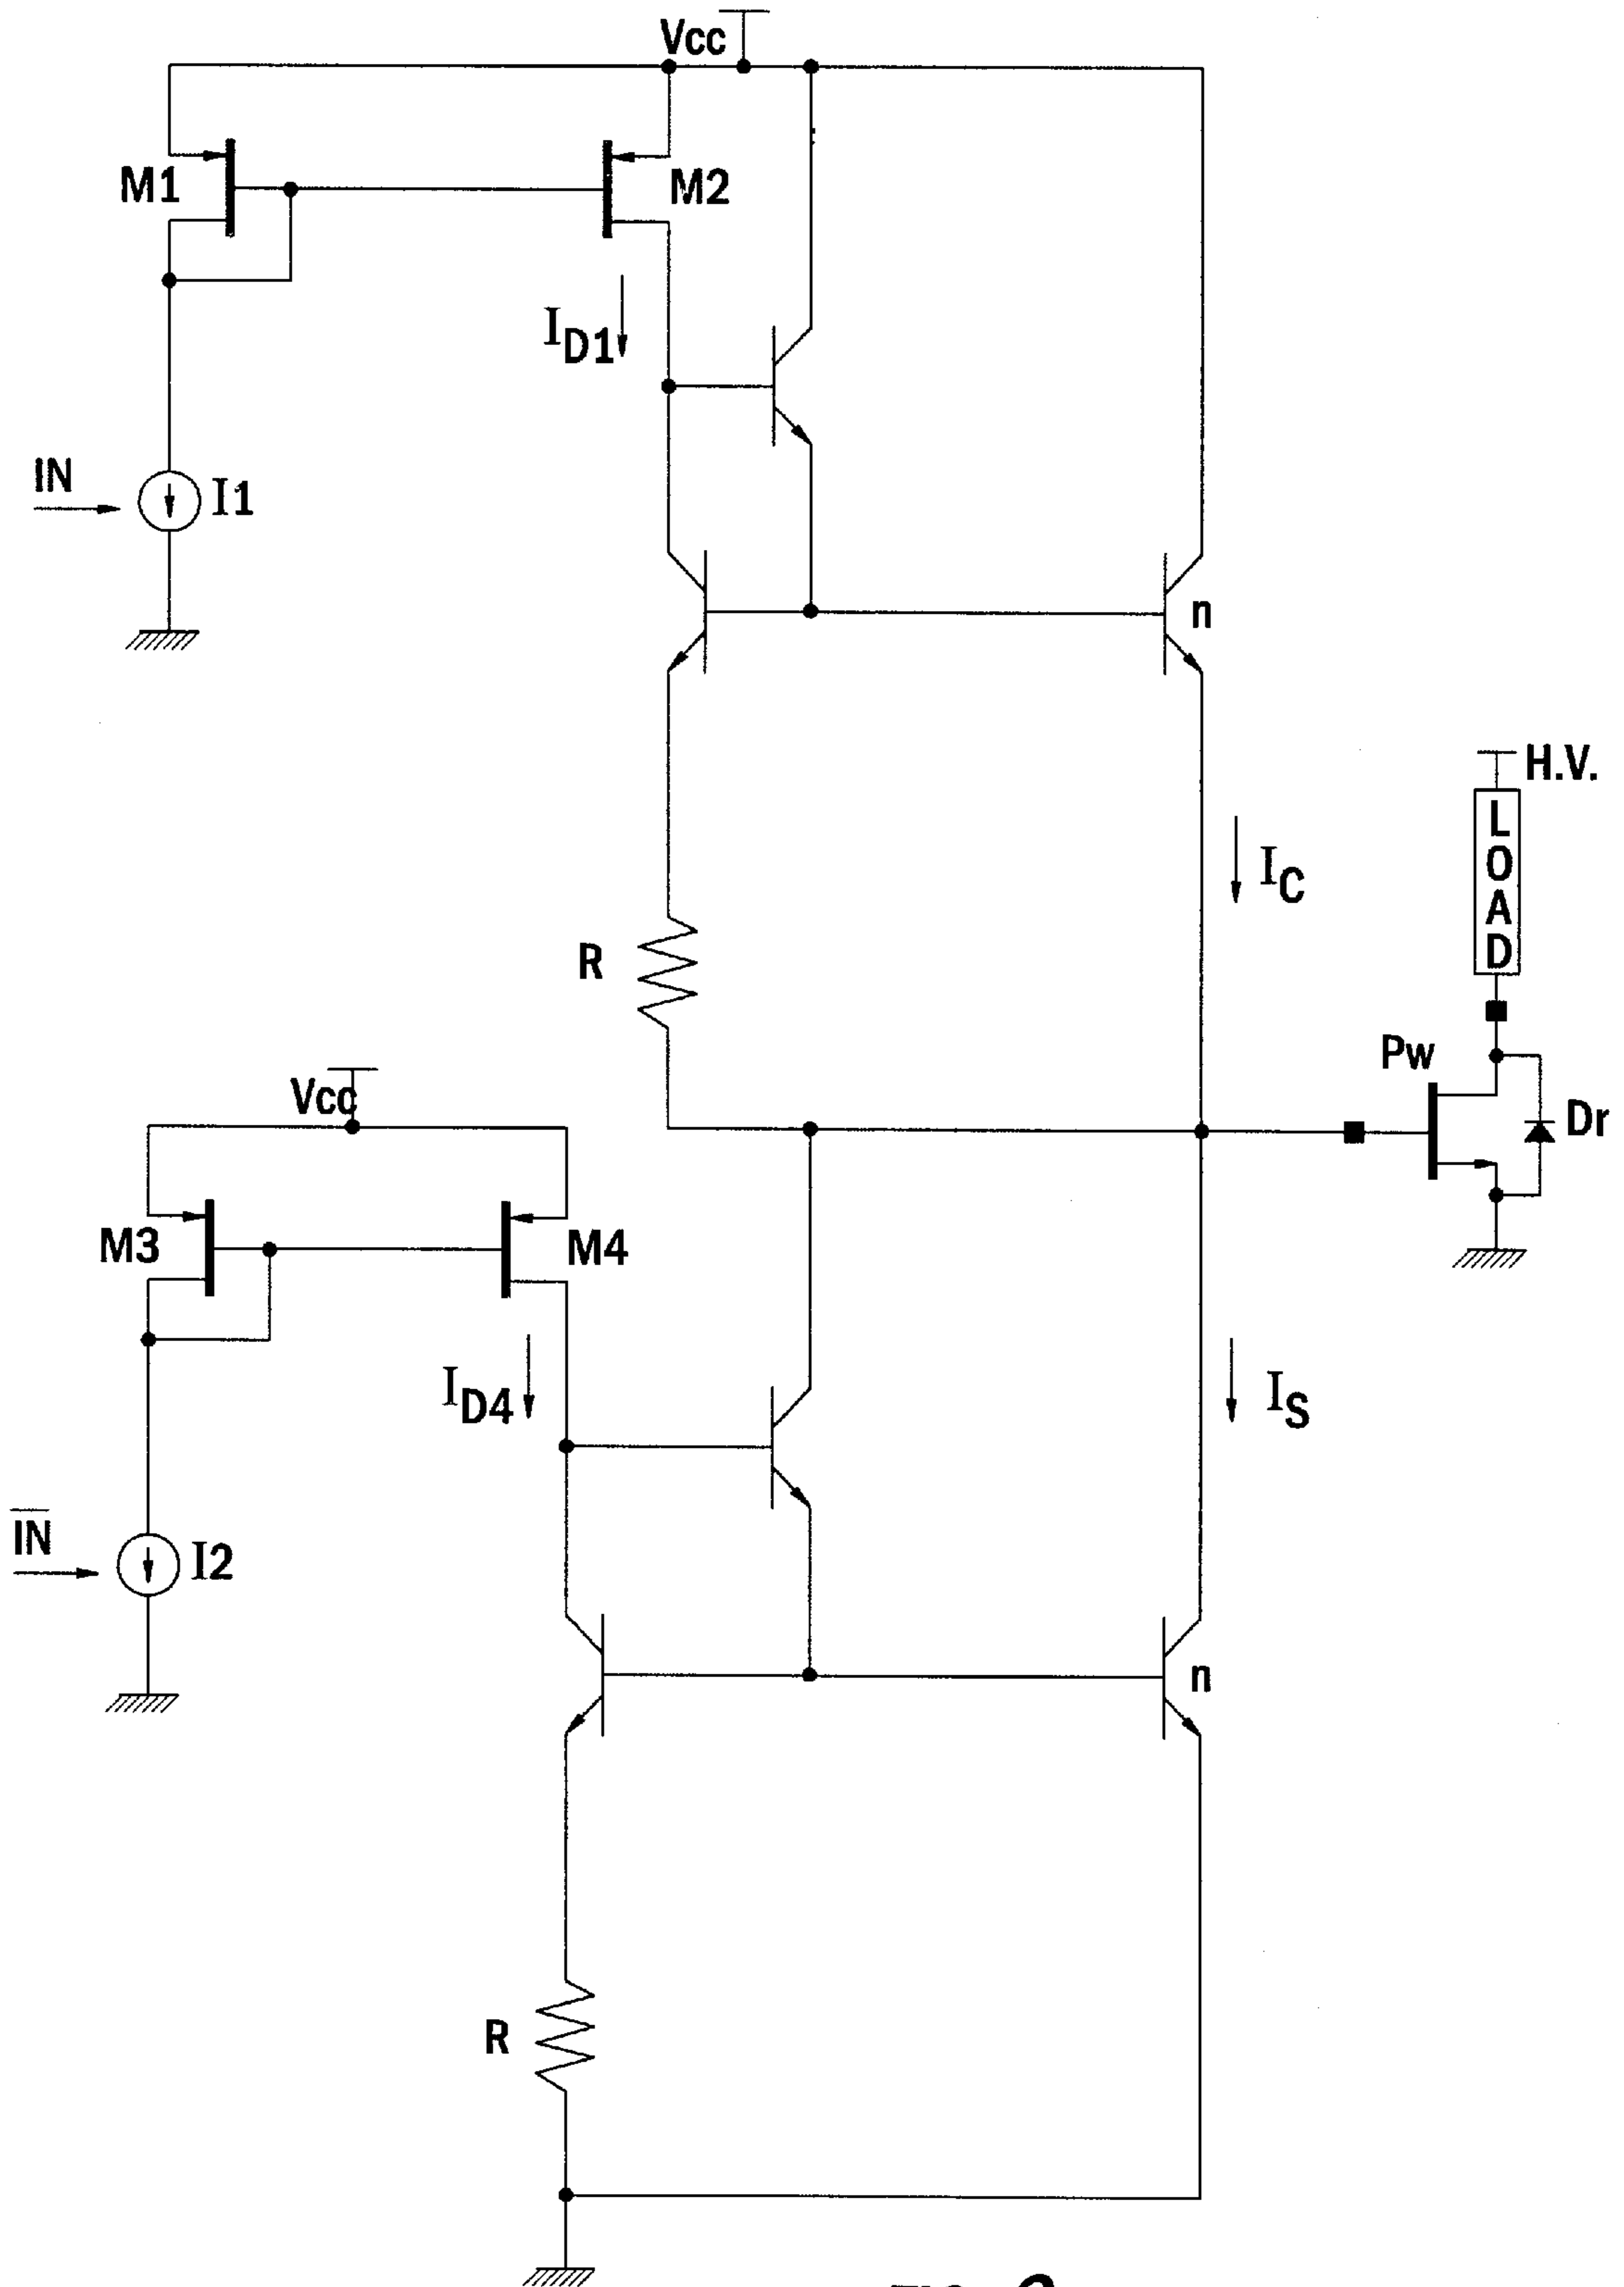 Vcc
M1
M2
ID1
IN
I1
n
H.V.
LOAD
IC
R
Pw
Dr
Vcc
M3
M4
ID4
IS
IN
I2
n
R